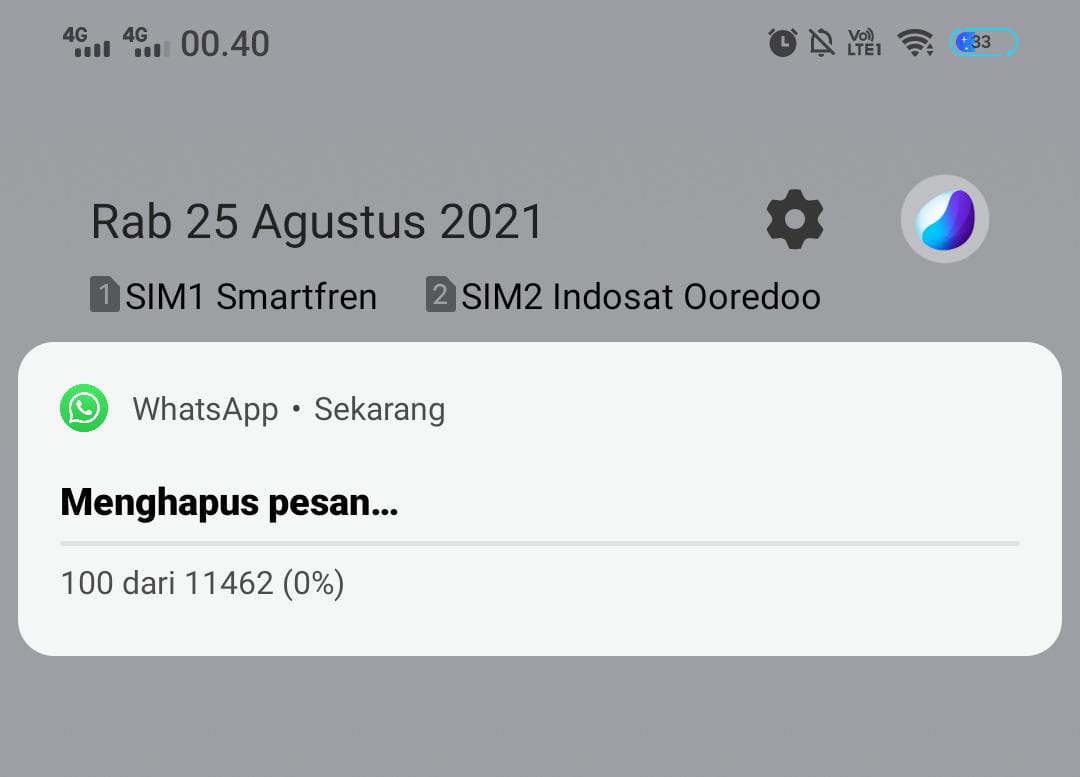 4G 4G 00.40 Vo)) LTE1 33
Rab 25 Agustus 2021
1 SIM1 Smartfren 2 SIM2 Indosat Ooredoo
WhatsApp • Sekarang
Menghapus pesan...
100 dari 11462 (0%)